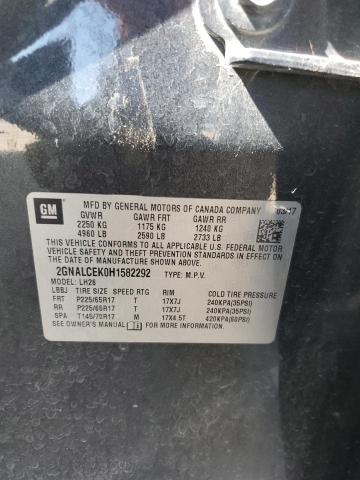 GM
MFD BY GENERAL MOTORS OF CANADA COMPANY 03/17
GVWR GAWR FRT GAWR RR
2250 KG 1175 KG 1240 KG
4960 LB 2590 LB 2733 LB
THIS VEHICLE CONFORMS TO ALL APPLICABLE U.S. FEDERAL MOTOR
VEHICLE SAFETY, BUMPER, AND THEFT PREVENTION STANDARDS IN
EFFECT ON THE DATE OF MANUFACTURE SHOWN ABOVE.
2GNALCEK0H1582292 TYPE: M.P.V.
MODEL: LH26
LBBJ TIRE SIZE SPEED RTG RIM COLD TIRE PRESSURE
FRT P225/65R17 T 17X7J 240KPA(35PSI)
RR P225/65R17 T 17X7J 240KPA(35PSI)
SPA T145/70R17 M 17X4.5T 420KPA(60PSI)
SEE OWNER'S MANUAL FOR MORE INFORMATION.